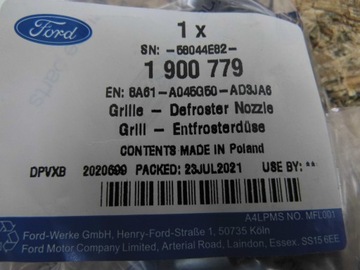 Ford
1 x
SN: -58044E82-
1 900 779
EN: 8A61-A045G50-AD3JA6
Grille - Defroster Nozzle
Grill - Entfrosterdüse
CONTENTS MADE IN Poland
DPVXB 2020699 PACKED: 23JUL2021 USE BY: **
A4LPMS NO. MFL001
Ford-Werke GmbH, Henry-Ford-Strasse 1, 50735 Köln
Ford Motor Company Limited, Arterial Road, Laindon, Essex. SS15 6EE